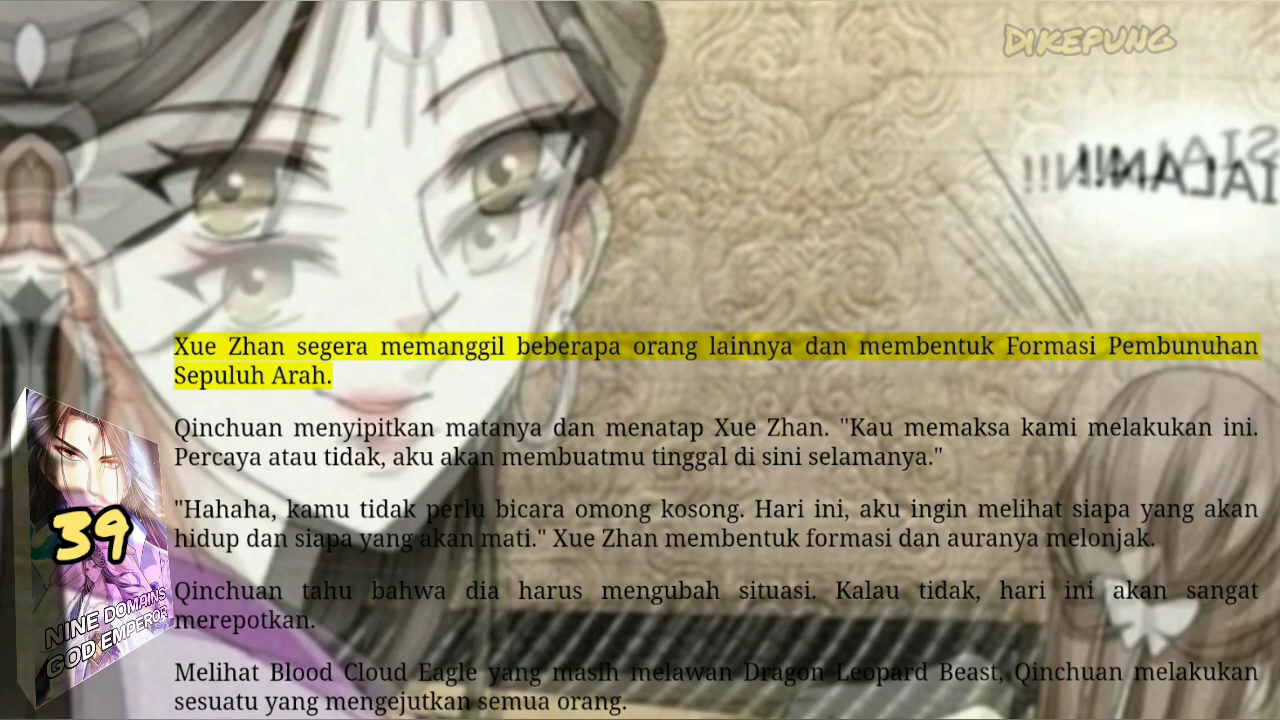 DIKEPUNG
Xue Zhan segera memanggil beberapa orang lainnya dan membentuk Formasi Pembunuhan
Sepuluh Arah.
Qinchuan menyipitkan matanya dan menatap Xue Zhan. "Kau memaksa kami melakukan ini.
Percaya atau tidak, aku akan membuatmu tinggal di sini selamanya."
"Hahaha, kamu tidak perlu bicara omong kosong. Hari ini, aku ingin melihat siapa yang akan
hidup dan siapa yang akan mati." Xue Zhan membentuk formasi dan auranya melonjak.
Qinchuan tahu bahwa dia harus mengubah situasi. Kalau tidak, hari ini akan sangat
merepotkan.
Melihat Blood Cloud Eagle yang masih melawan Dragon Leopard Beast, Qinchuan melakukan
sesuatu yang mengejutkan semua orang.
39
NINE DOMAINS
GOD EMPEROR